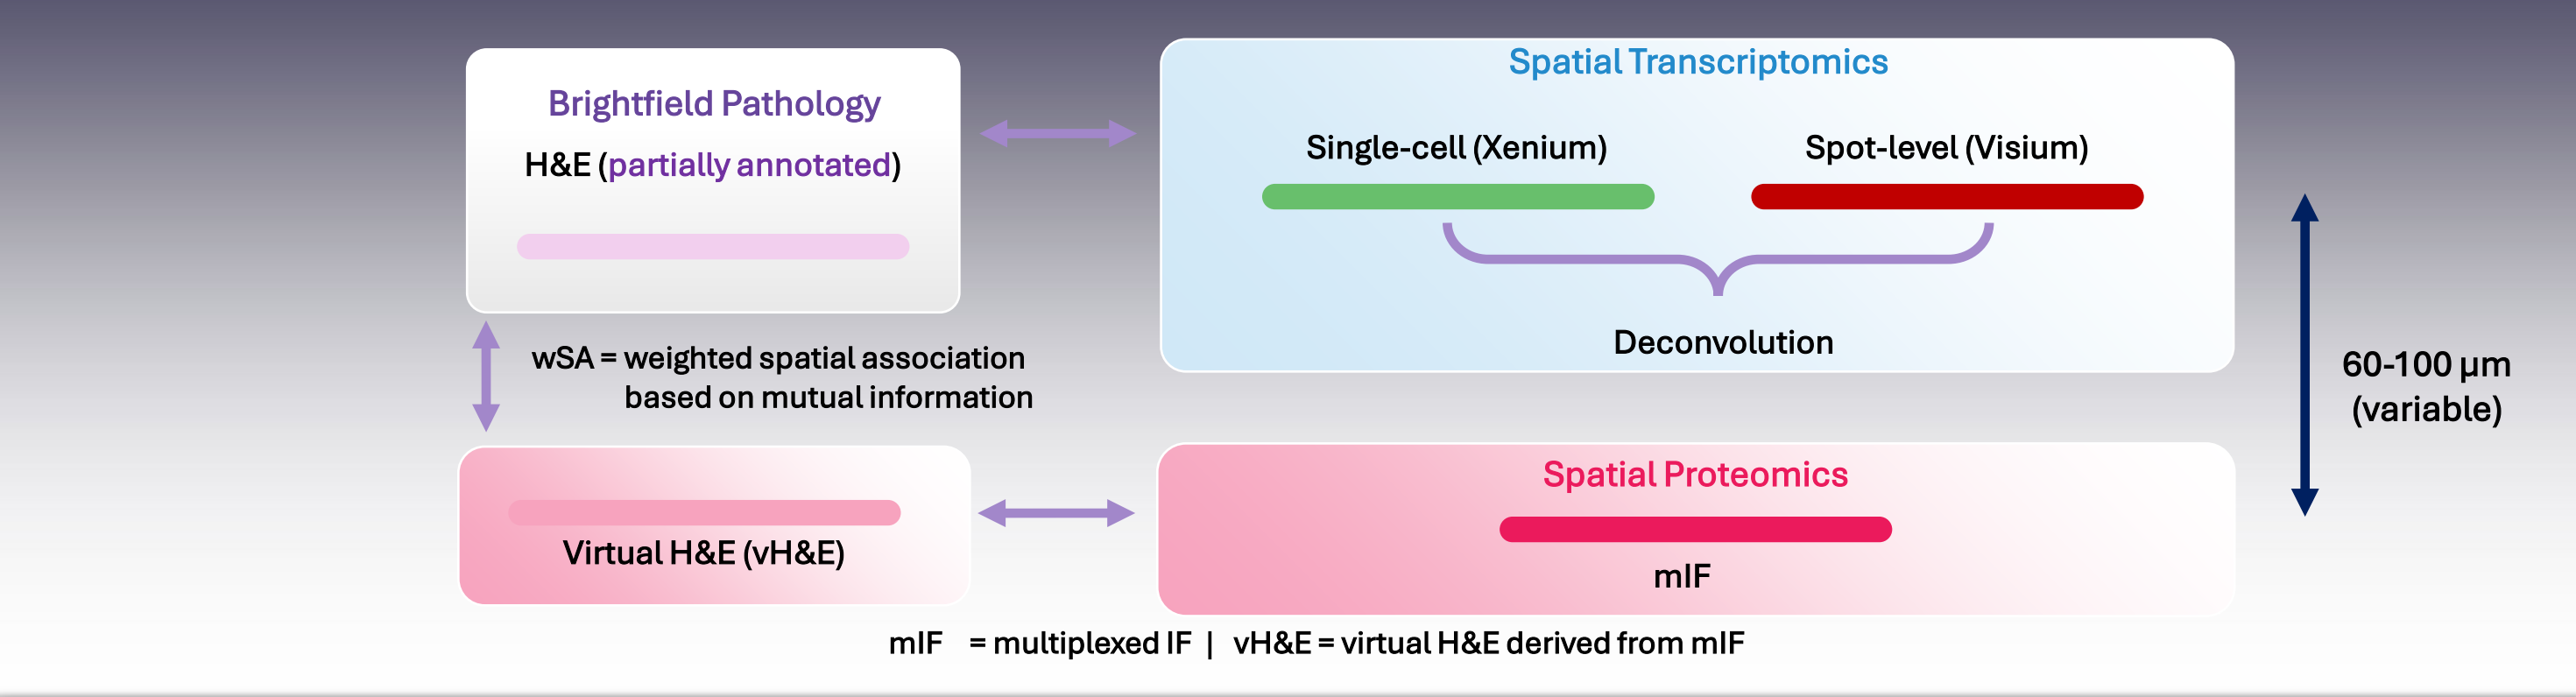 Brightfield Pathology
H&E (partially annotated)
Spatial Transcriptomics
Single-cell (Xenium)
Spot-level (Visium)
Deconvolution
wSA = weighted spatial association
based on mutual information
60-100 µm
(variable)
Virtual H&E (vH&E)
Spatial Proteomics
mIF
mIF = multiplexed IF | vH&E = virtual H&E derived from mIF